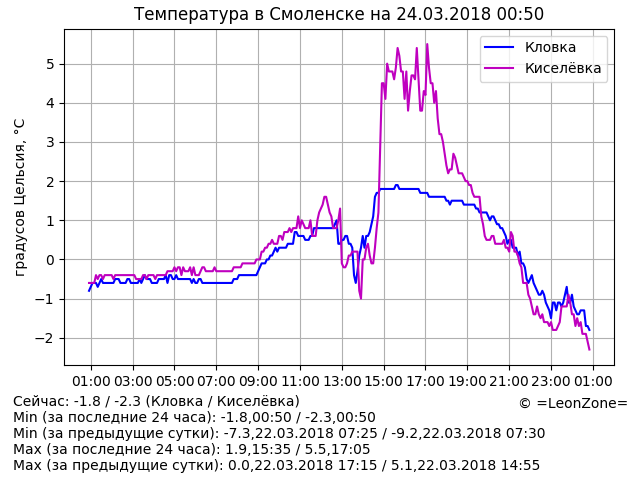 Температура в Смоленске на 24.03.2018 00:50
Кловка
Киселёвка
градусов Цельсия, °C
5
4
3
2
1
0
−1
−2
01:00 03:00 05:00 07:00 09:00 11:00 13:00 15:00 17:00 19:00 21:00 23:00 01:00
Сейчас: -1.8 / -2.3 (Кловка / Киселёвка)
© =LeonZone=
Min (за последние 24 часа): -1.8,00:50 / -2.3,00:50
Min (за предыдущие сутки): -7.3,22.03.2018 07:25 / -9.2,22.03.2018 07:30
Max (за последние 24 часа): 1.9,15:35 / 5.5,17:05
Max (за предыдущие сутки): 0.0,22.03.2018 17:15 / 5.1,22.03.2018 14:55